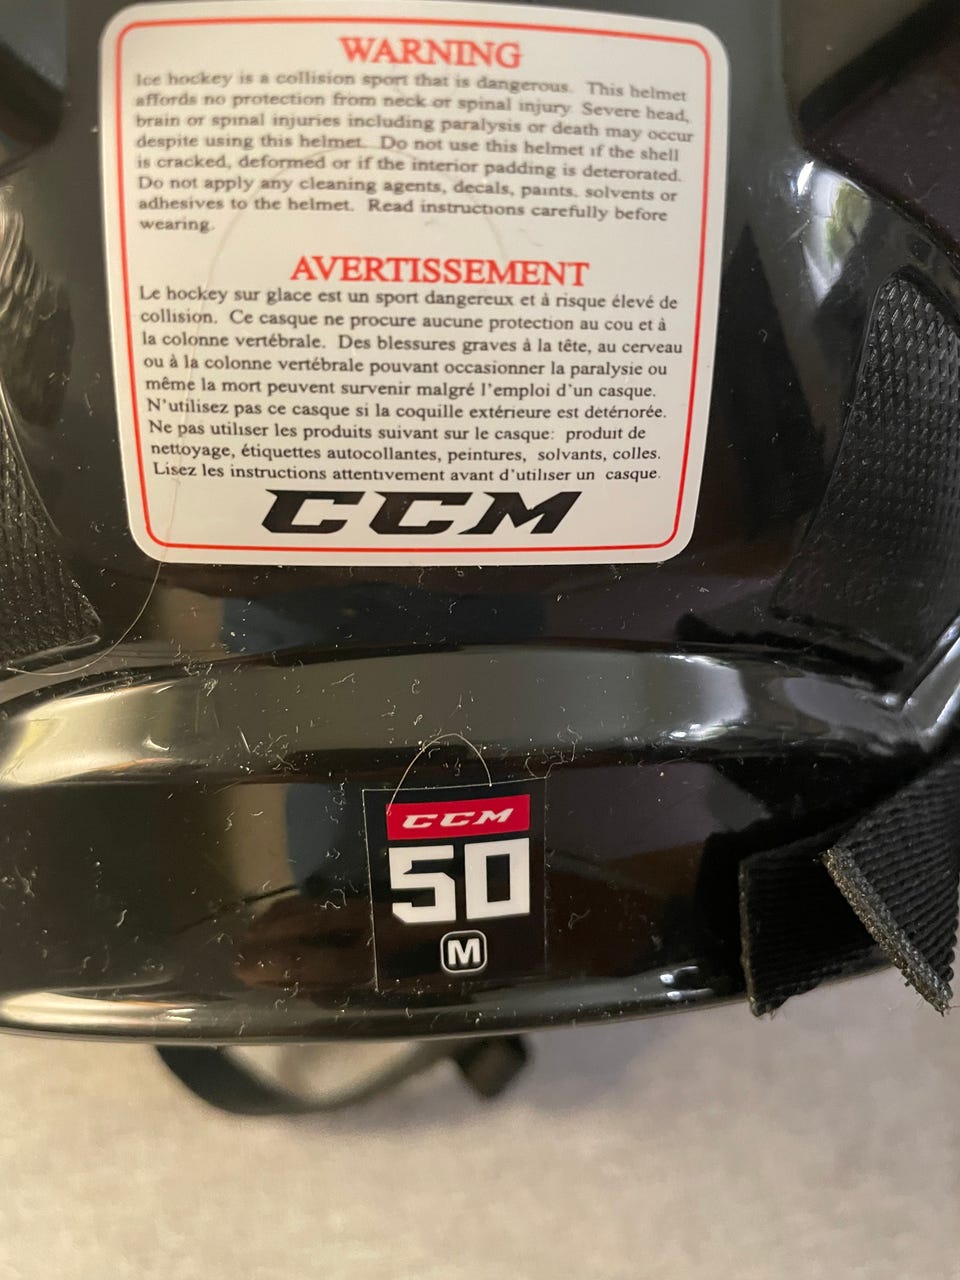 WARNING
Ice hockey is a collision sport that is dangerous. This helmet
affords no protection from neck or spinal injury. Severe head,
brain or spinal injuries including paralysis or death may occur
despite using this helmet. Do not use this helmet if the shell
is cracked, deformed or if the interior padding is deterorated.
Do not apply any cleaning agents, decals, paints, solvents or
adhesives to the helmet. Read instructions carefully before
wearing.
AVERTISSEMENT
Le hockey sur glace est un sport dangereux et à risque élevé de
collision. Ce casque ne procure aucune protection au cou et à
la colonne vertébrale. Des blessures graves à la tête, au cerveau
ou à la colonne vertébrale pouvant occasionner la paralysie ou
même la mort peuvent survenir malgré l'emploi d'un casque.
N'utilisez pas ce casque si la coquille extérieure est detériorée.
Ne pas utiliser les produits suivant sur le casque: produit de
nettoyage, étiquettes autocollantes, peintures, solvants, colles.
Lisez les instructions attentivement avant d'utiliser un casque.
CCM
CCM
50
M